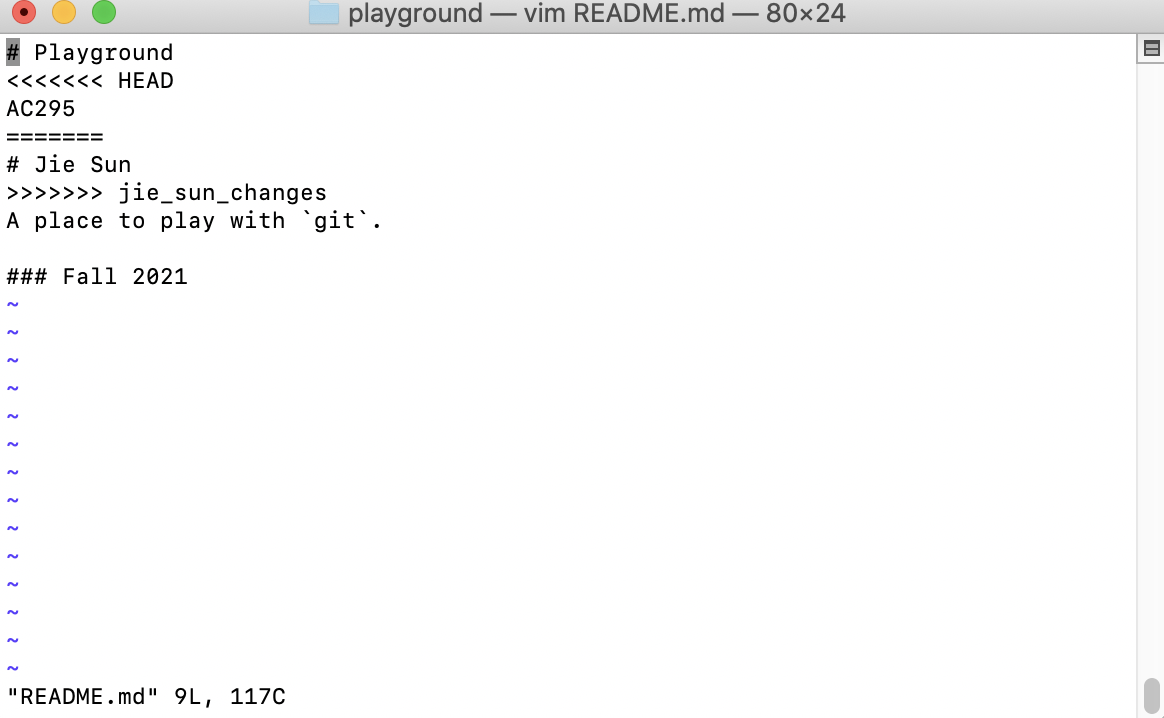 playground — vim README.md — 80×24
# Playground
<<<<<<< HEAD
AC295
=======
# Jie Sun
>>>>>>> jie_sun_changes
A place to play with `git`.

### Fall 2021
~
~
~
~
~
~
~
~
~
~
~
~
~
~
"README.md" 9L, 117C